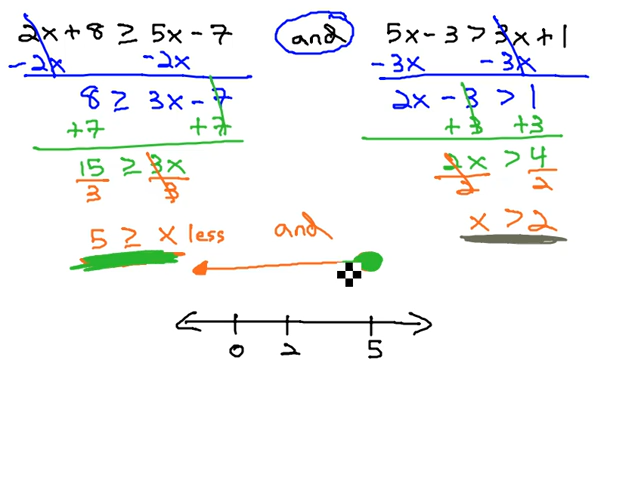 2x + 8 ≥ 5x - 7 and 5x - 3 > 3x + 1
-2x -2x -3x -3x
8 ≥ 3x - 7 2x - 3 > 1
+7 +7 +3 +3
15 ≥ 3x 2x > 4
3 3 2 2
5 ≥ x less and x > 2
0 2 5